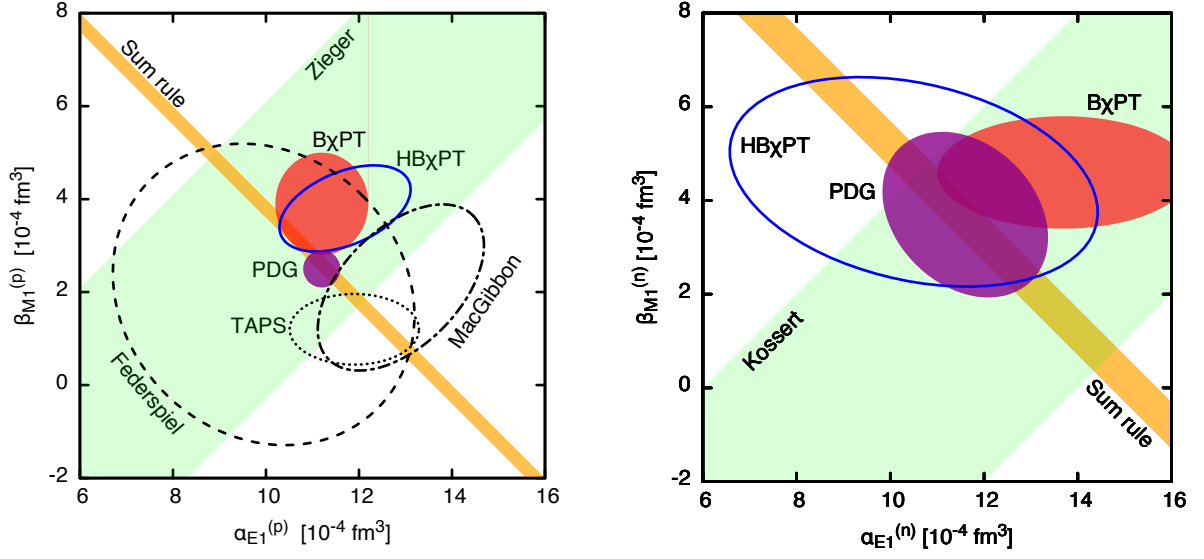 8
6
4
2
0
-2
6
8
10
12
14
16
β_M1^(p) [10^-4 fm^3]
α_E1^(p) [10^-4 fm^3]
Sum rule
Zieger
BχPT
HBχPT
PDG
TAPS
MacGibbon
Federspiel
8
6
4
2
0
-2
6
8
10
12
14
16
β_M1^(n) [10^-4 fm^3]
α_E1^(n) [10^-4 fm^3]
BχPT
HBχPT
PDG
Kossert
Sum rule